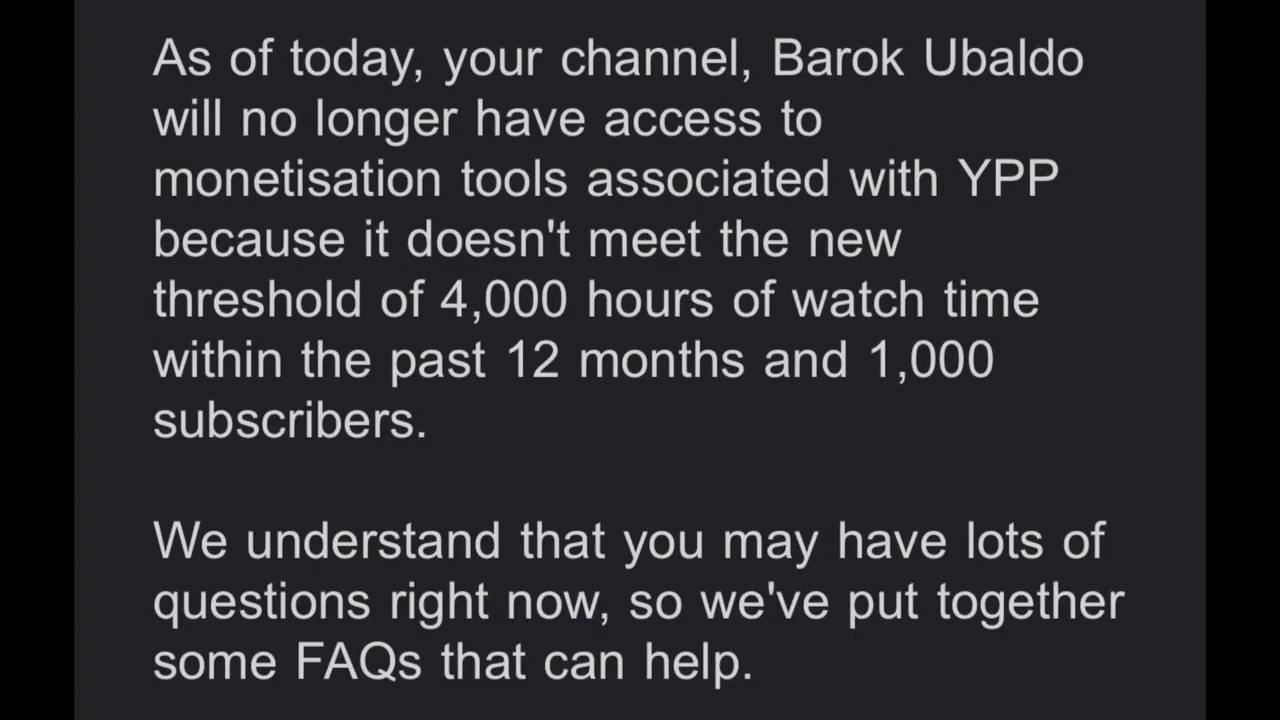 As of today, your channel, Barok Ubaldo
will no longer have access to
monetisation tools associated with YPP
because it doesn't meet the new
threshold of 4,000 hours of watch time
within the past 12 months and 1,000
subscribers.
We understand that you may have lots of
questions right now, so we've put together
some FAQs that can help.